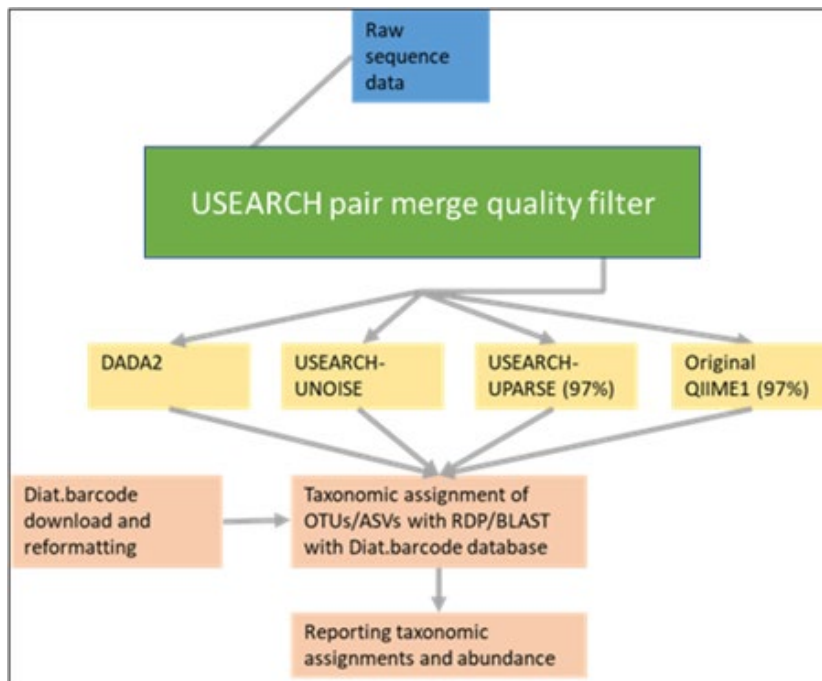 Raw
sequence
data
USEARCH pair merge quality filter
DADA2
USEARCH-
UNOISE
USEARCH-
UPARSE (97%)
Original
QIIME1 (97%)
Diat.barcode
download and
reformatting
Taxonomic assignment of
OTUs/ASVs with RDP/BLAST
with Diat.barcode database
Reporting taxonomic
assignments and abundance